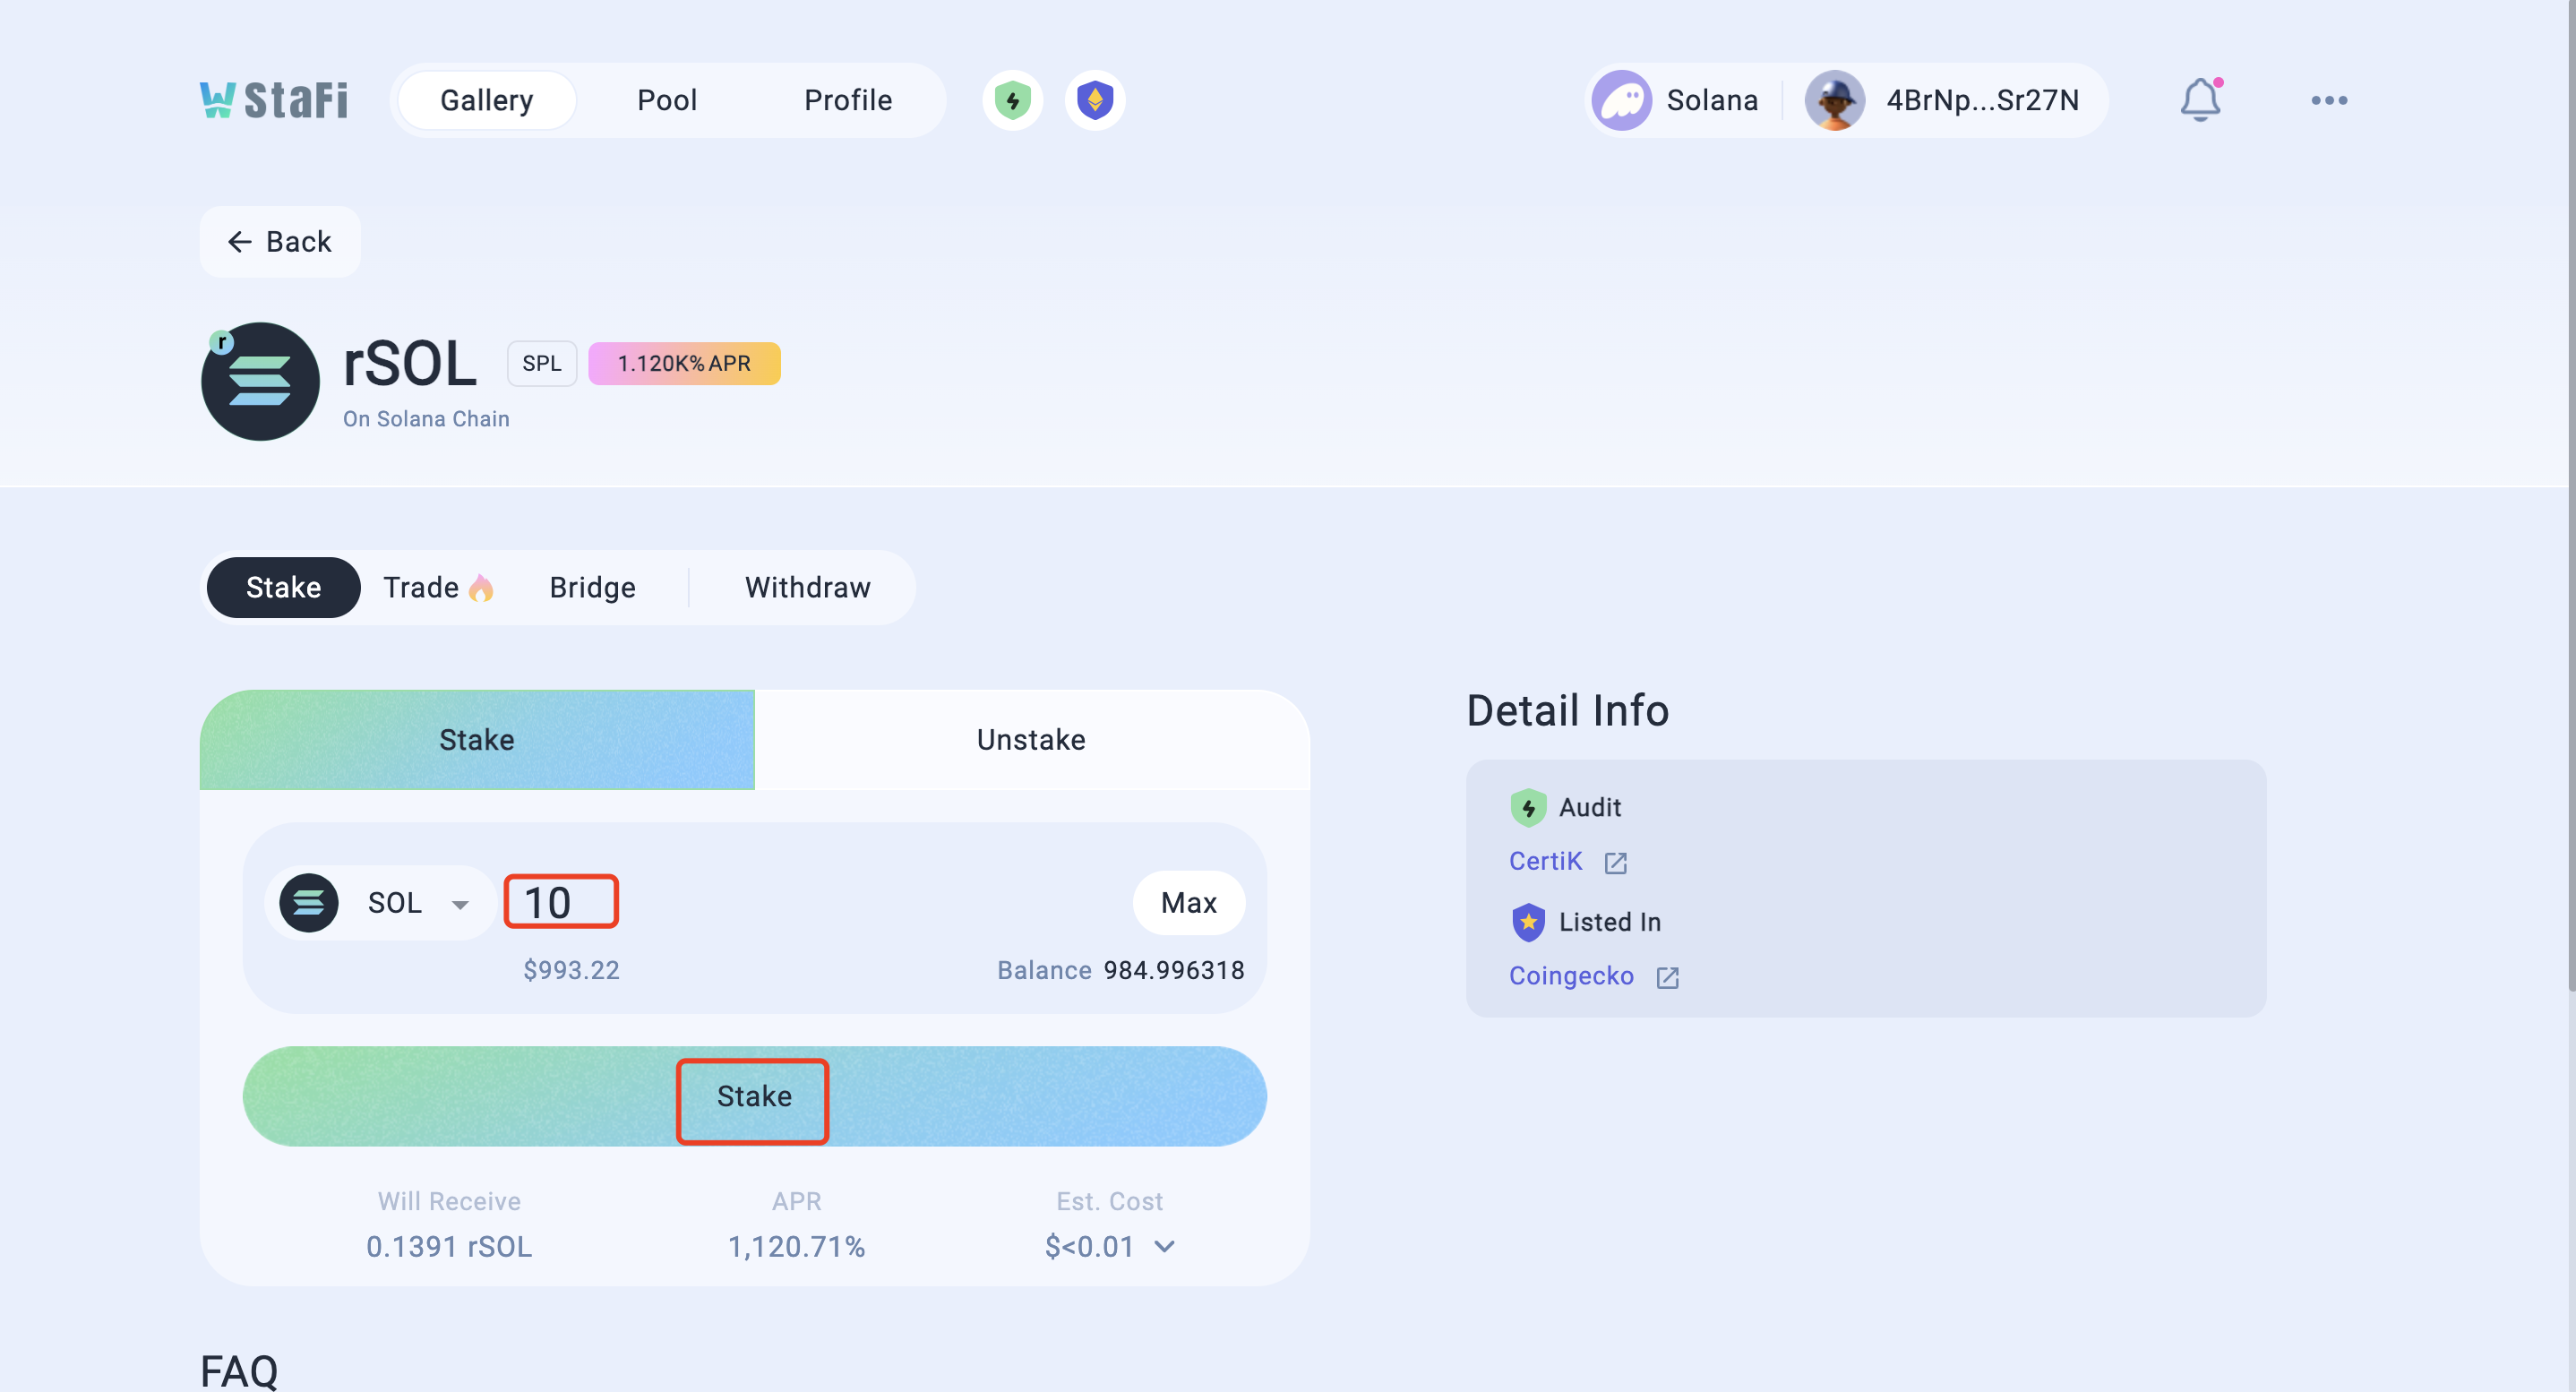 StaFi
Gallery
Pool
Profile
Solana
4BrNp...Sr27N
Back
r
rSOL
SPL
1.120K% APR
On Solana Chain
Stake
Trade
Bridge
Withdraw
Stake
Unstake
SOL
10
Max
$993.22
Balance 984.996318
Stake
Will Receive
0.1391 rSOL
APR
1,120.71%
Est. Cost
$<0.01
Detail Info
Audit
CertiK
Listed In
Coingecko
FAQ